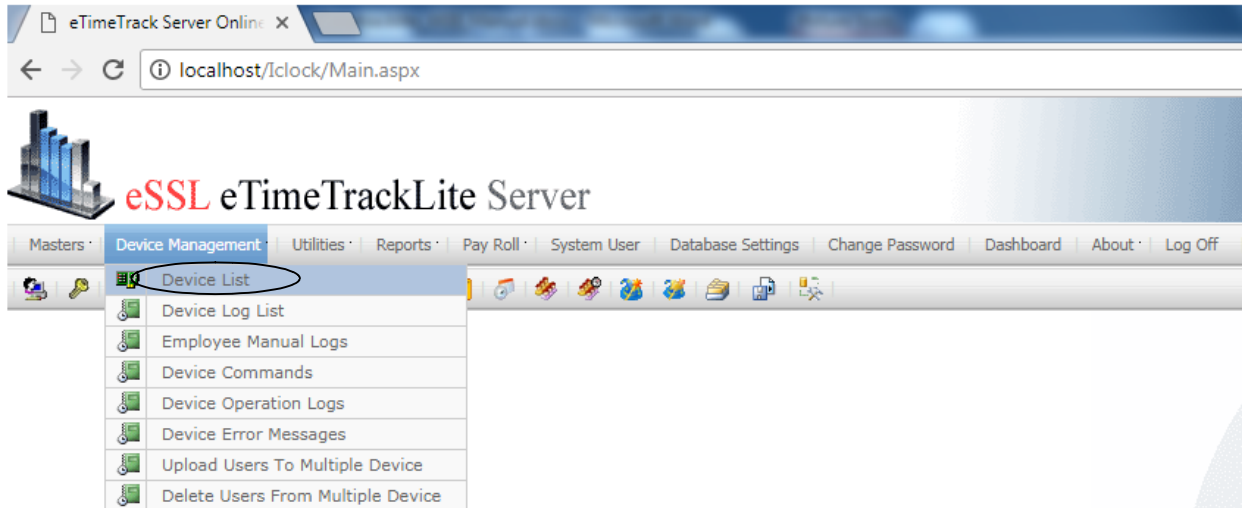 eTimeTrack Server Online
localhost/Iclock/Main.aspx
eSSL eTimeTrackLite Server
Masters Device Management Utilities Reports Pay Roll System User Database Settings Change Password Dashboard About Log Off
Device List
Device Log List
Employee Manual Logs
Device Commands
Device Operation Logs
Device Error Messages
Upload Users To Multiple Device
Delete Users From Multiple Device